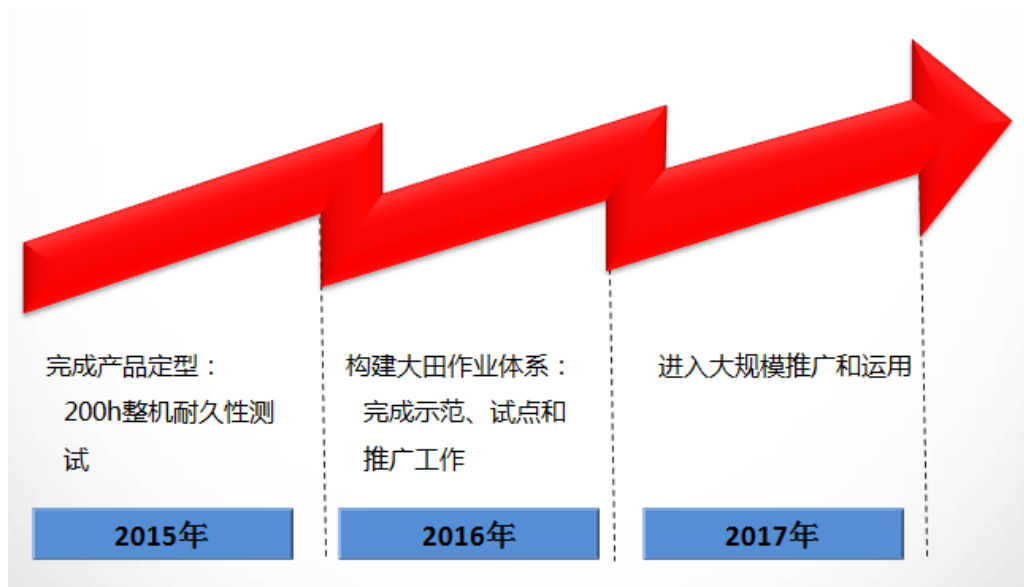 完成产品定型：
200h整机耐久性测
试
构建大田作业体系：
完成示范、试点和
推广工作
进入大规模推广和运用
2015年
2016年
2017年